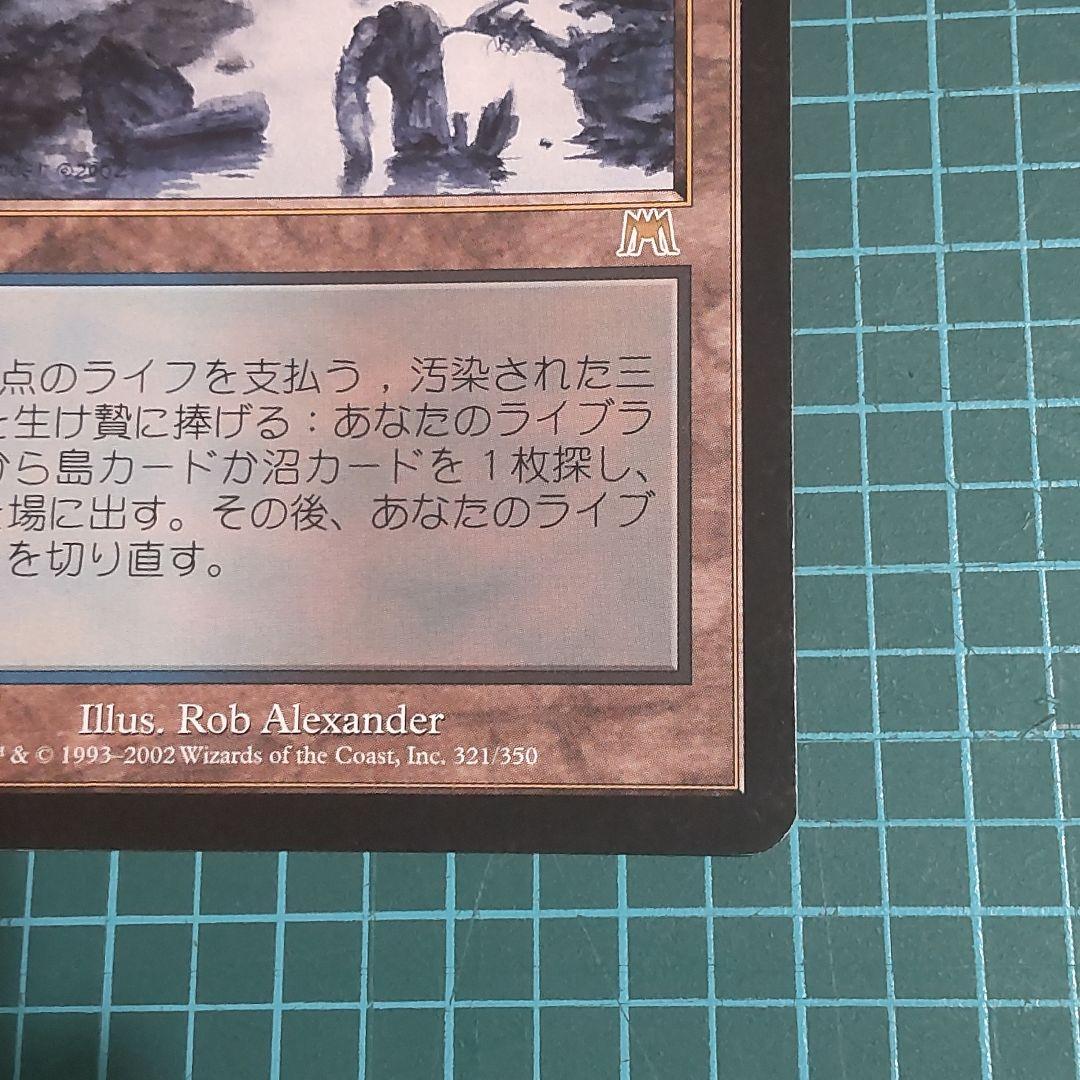 ©2002
点のライフを支払う，汚染された三
と生け贄に捧げる：あなたのライブラ
から島カードか沼カードを１枚探し、
場に出す。その後、あなたのライブ
を切り直す。
Illus. Rob Alexander
& © 1993–2002 Wizards of the Coast, Inc. 321/350